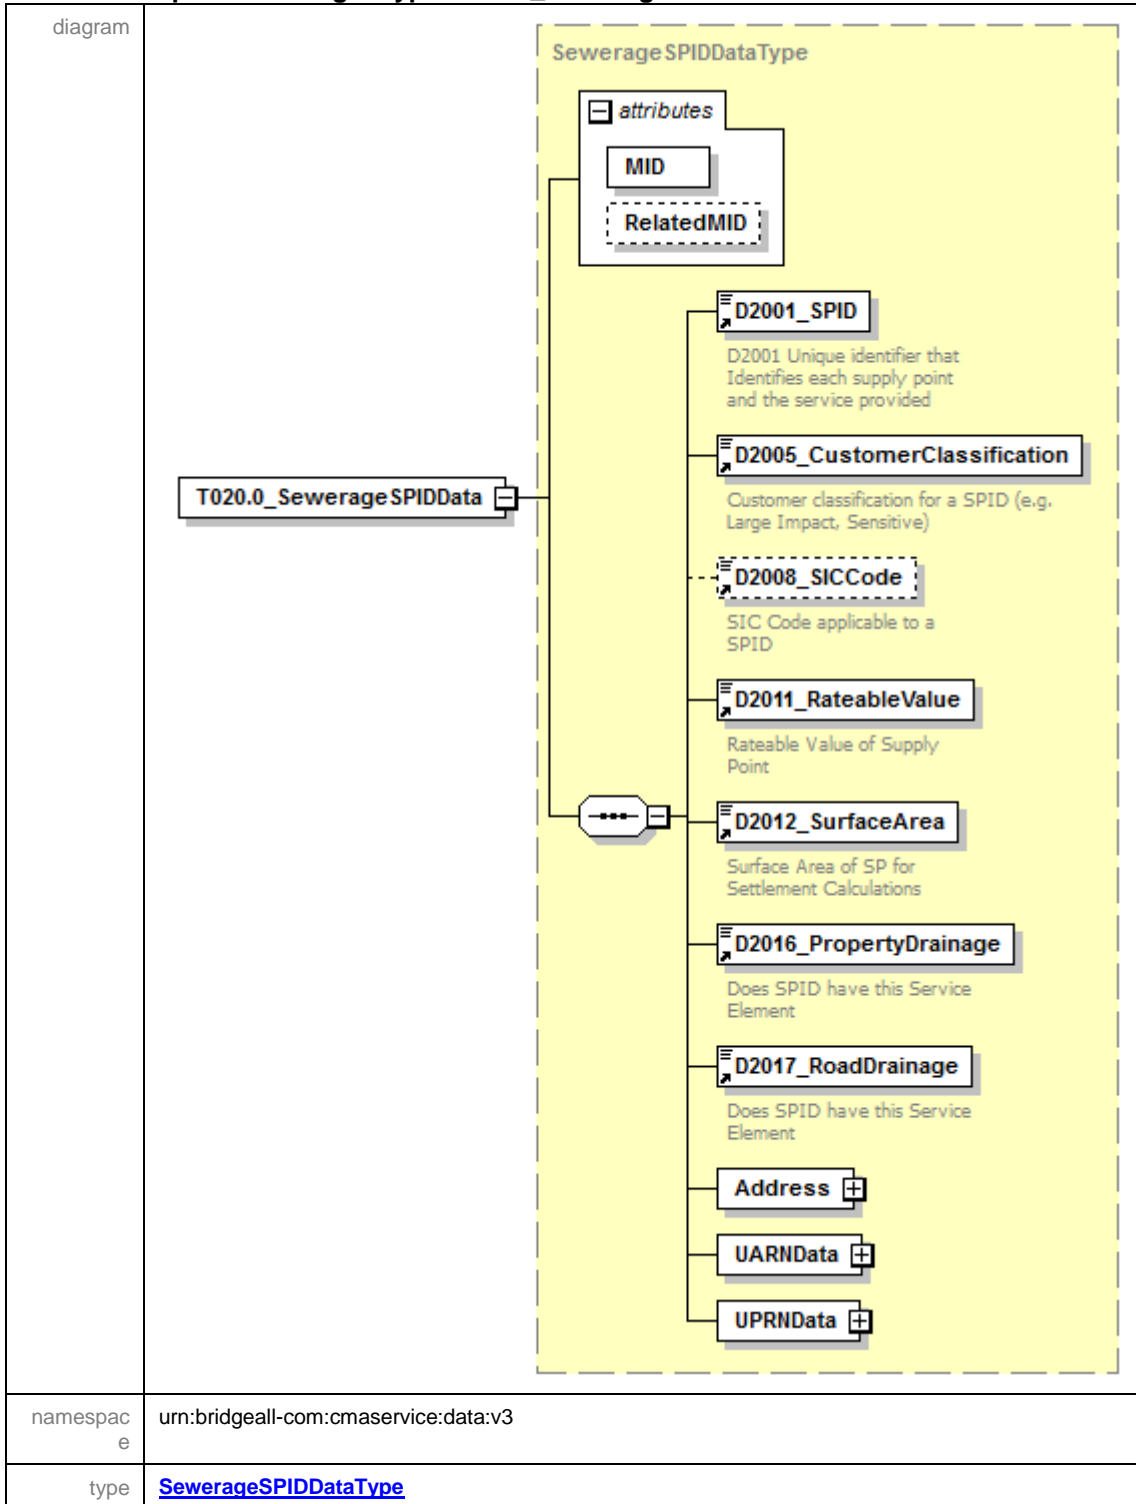 diagram
SewerageSPIDDataType
attributes
MID
RelatedMID
D2001_SPID
D2001 Unique identifier that
Identifies each supply point
and the service provided
D2005_CustomerClassification
T020.0_SewerageSPIDData
Customer classification for a SPID (e.g.
Large Impact, Sensitive)
D2008_SICCode
SIC Code applicable to a
SPID
D2011_RateableValue
Rateable Value of Supply
Point
D2012_SurfaceArea
Surface Area of SP for
Settlement Calculations
D2016_PropertyDrainage
Does SPID have this Service
Element
D2017_RoadDrainage
Does SPID have this Service
Element
Address
UARNData
UPRNData
namespac
e
urn:bridgeall-com:cmaservice:data:v3
type
SewerageSPIDDataType